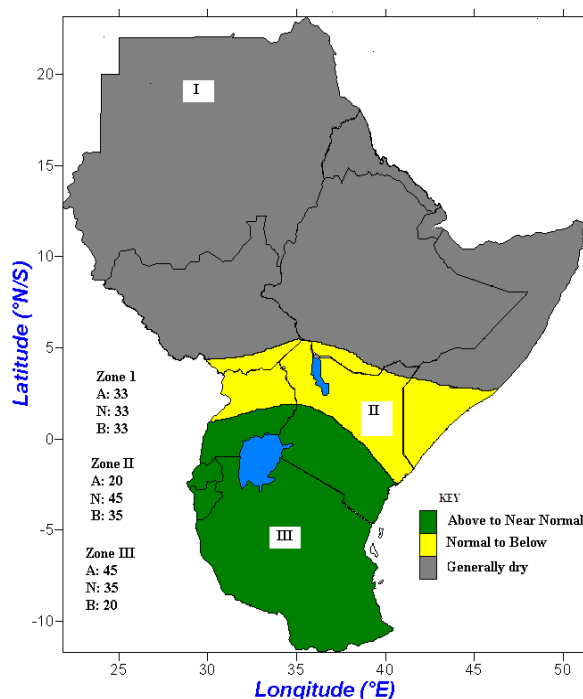 20
15
10
5
0
-5
-10
Latitude (°N/S)
I
II
III
Zone 1
A: 33
N: 33
B: 33
Zone II
A: 20
N: 45
B: 35
Zone III
A: 45
N: 35
B: 20
KEY
Above to Near Normal
Normal to Below
Generally dry
25
30
35
40
45
50
Longitude (°E)